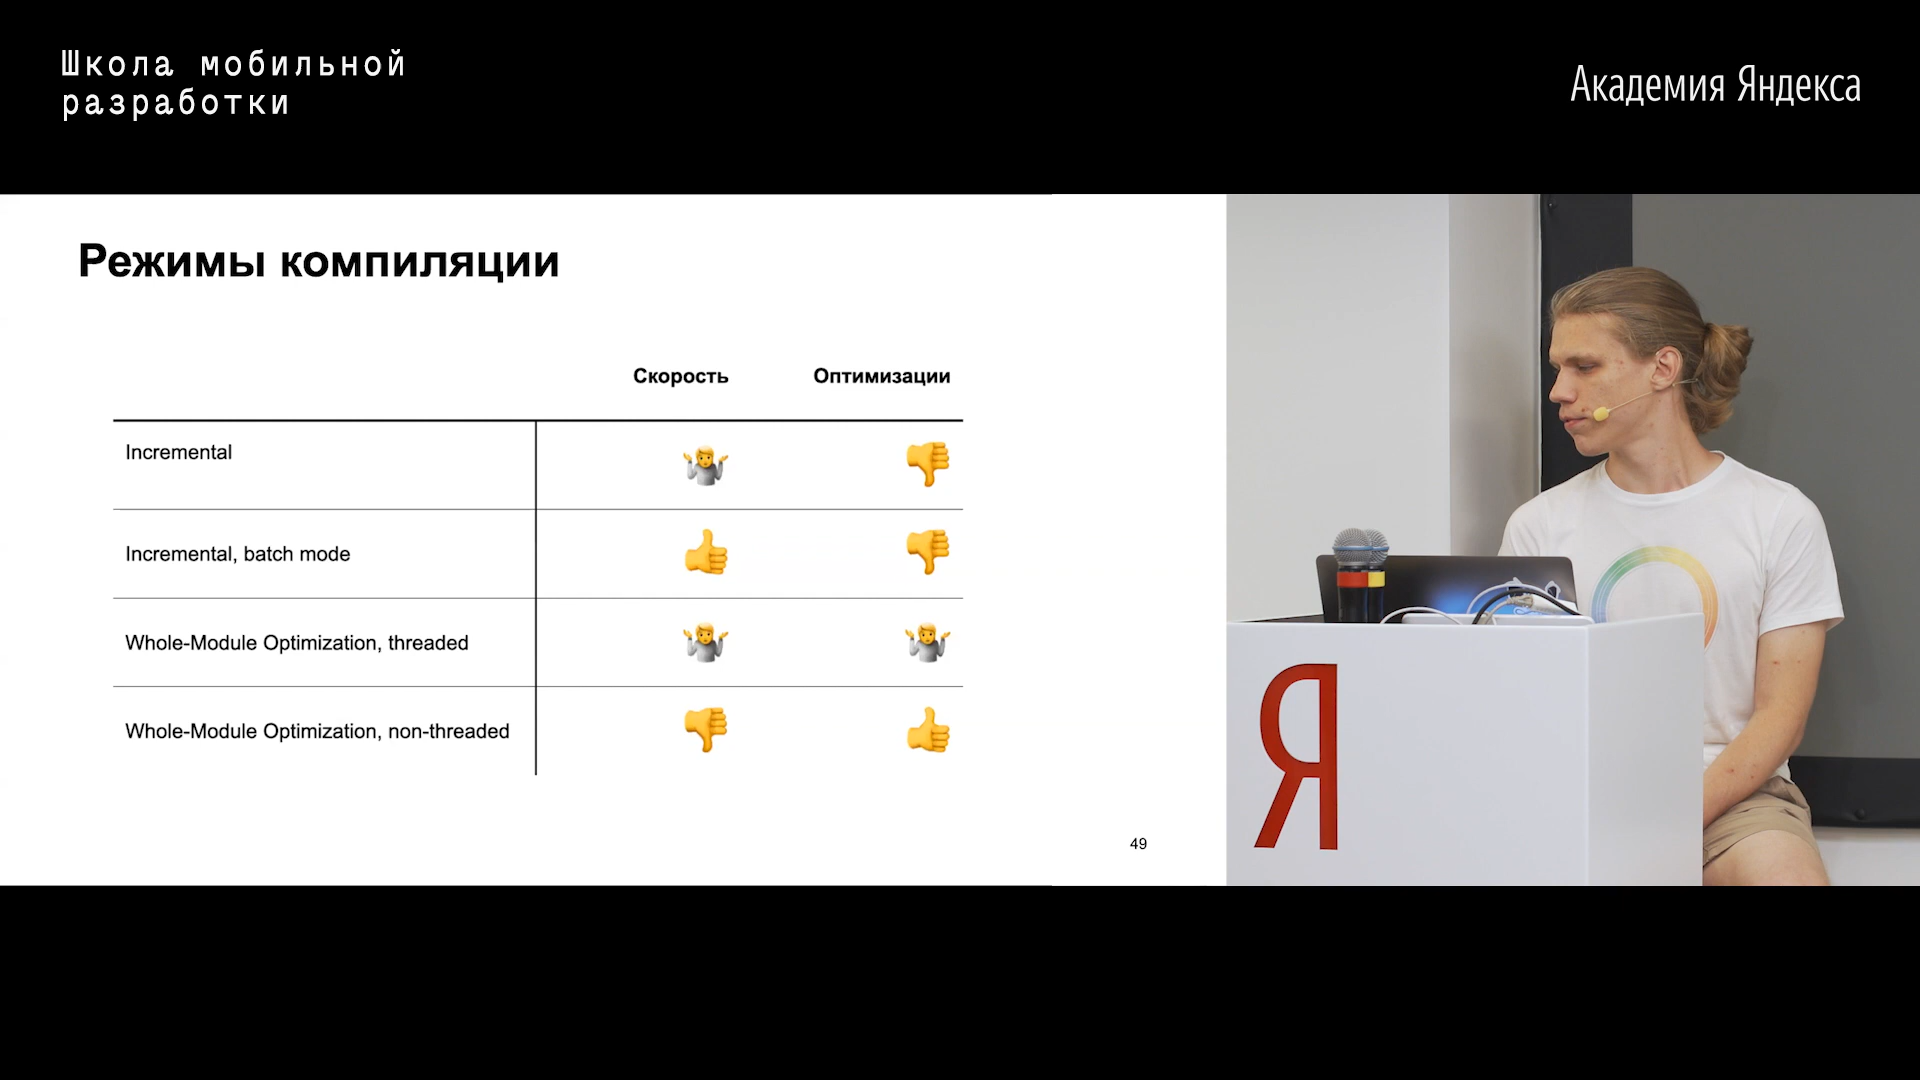 Школа мобильной
разработки
Академия Яндекса
Режимы компиляции
Скорость Оптимизации
Incremental
Incremental, batch mode
Whole-Module Optimization, threaded
Whole-Module Optimization, non-threaded
49
Я